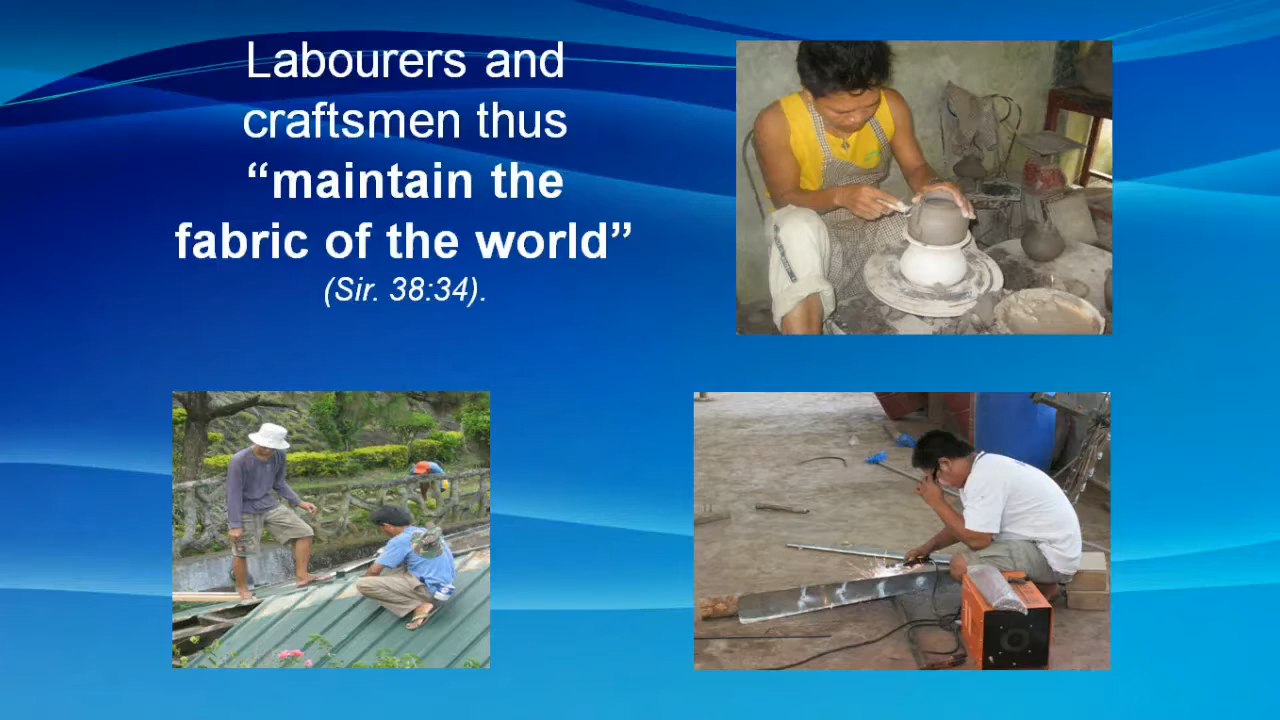 Labourers and
craftsmen thus
“maintain the
fabric of the world”
(Sir. 38:34).